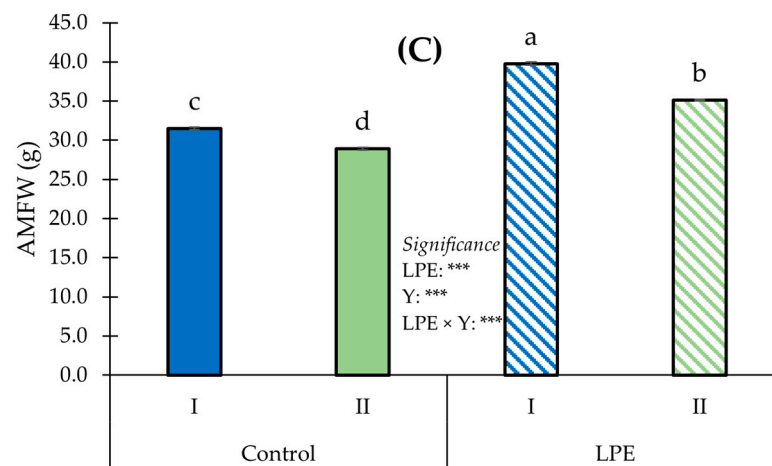 45.0
40.0
35.0
30.0
25.0
20.0
15.0
10.0
5.0
0.0
AMFW (g)
(C)
c
d
a
b
Significance
LPE: ***
Y: ***
LPE × Y: ***
I
II
I
II
Control
LPE